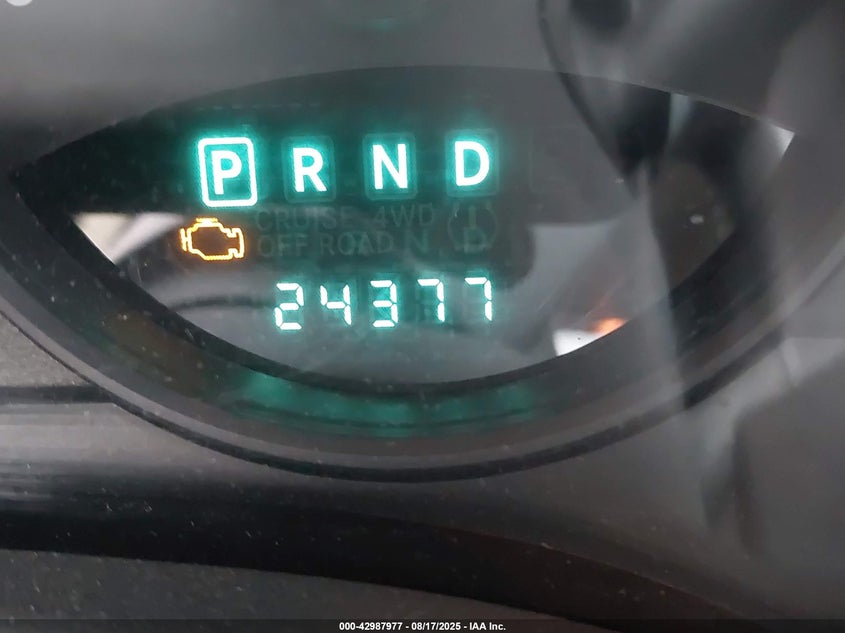 P R N D
CRUISE 4WD
OFF ROAD N D
24377
000-42987977 - 08/17/2025 - IAA Inc.